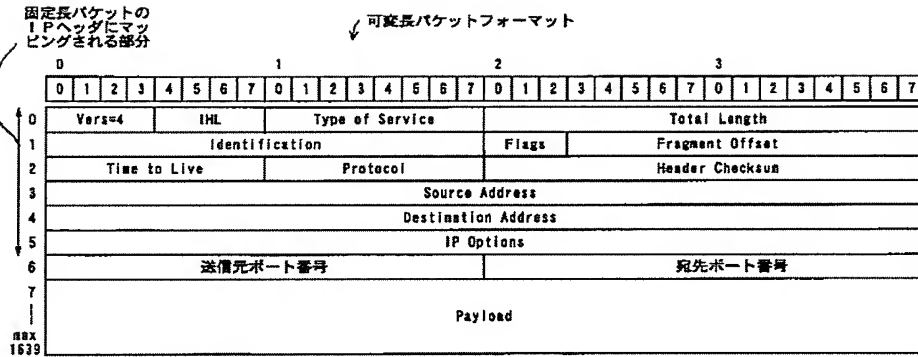 固定長パケットの
IPヘッダにマッ
ピングされる部分
可変長パケットフォーマット
0 1 2 3
0 1 2 3 4 5 6 7 0 1 2 3 4 5 6 7 0 1 2 3 4 5 6 7 0 1 2 3 4 5 6 7
0 Vers=4 IHL Type of Service Total Length
1 Identification Flags Fragment Offset
2 Time to Live Protocol Header Checksum
3 Source Address
4 Destination Address
5 IP Options
6 送信元ポート番号 宛先ポート番号
7
Payload
max
1639